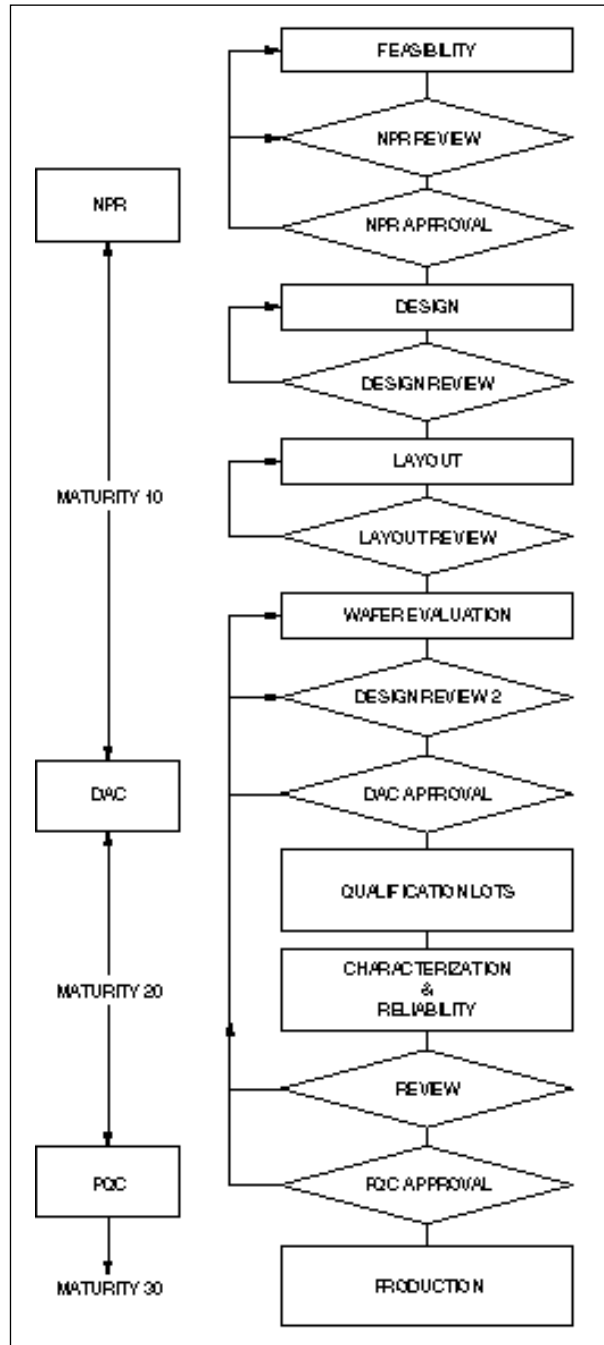 FEASIBILITY
NPR REVIEW
NPR
NPR APPROVAL
DESIGN
DESIGN REVIEW
LAYOUT
MATURITY 10
LAYOUT REVIEW
WAFER EVALUATION
DESIGN REVIEW 2
DAC
DAC APPROVAL
QUALIFICATION LOTS
CHARACTERIZATION
&
RELIABILITY
MATURITY 20
REVIEW
PQC
PQC APPROVAL
MATURITY 30
PRODUCTION